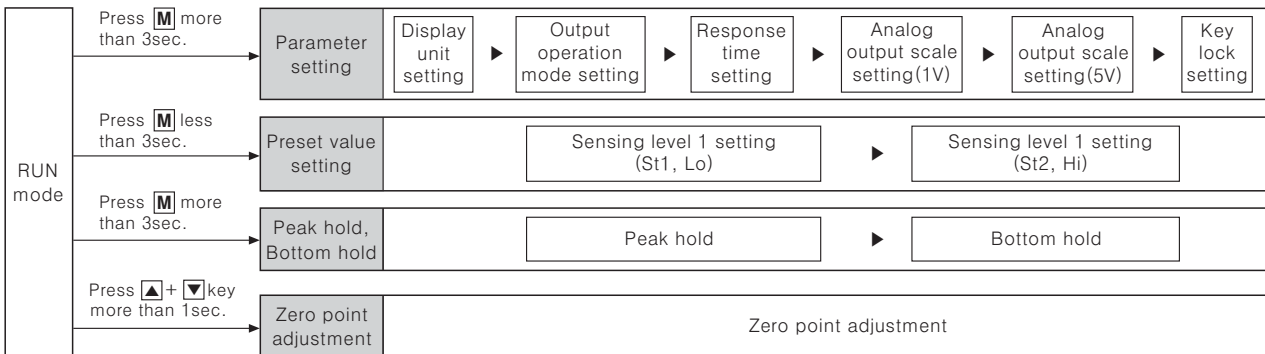 RUN
mode
Press M more
than 3sec.
Parameter
setting
Display
unit
setting
▶
Output
operation
mode setting
▶
Response
time
setting
▶
Analog
output scale
setting(1V)
▶
Analog
output scale
setting(5V)
▶
Key
lock
setting
Press M less
than 3sec.
Preset value
setting
Sensing level 1 setting
(St1, Lo)
▶
Sensing level 1 setting
(St2, Hi)
Press M more
than 3sec.
Peak hold,
Bottom hold
Peak hold
▶
Bottom hold
Press ▲+▼key
more than 1sec.
Zero point
adjustment
Zero point adjustment